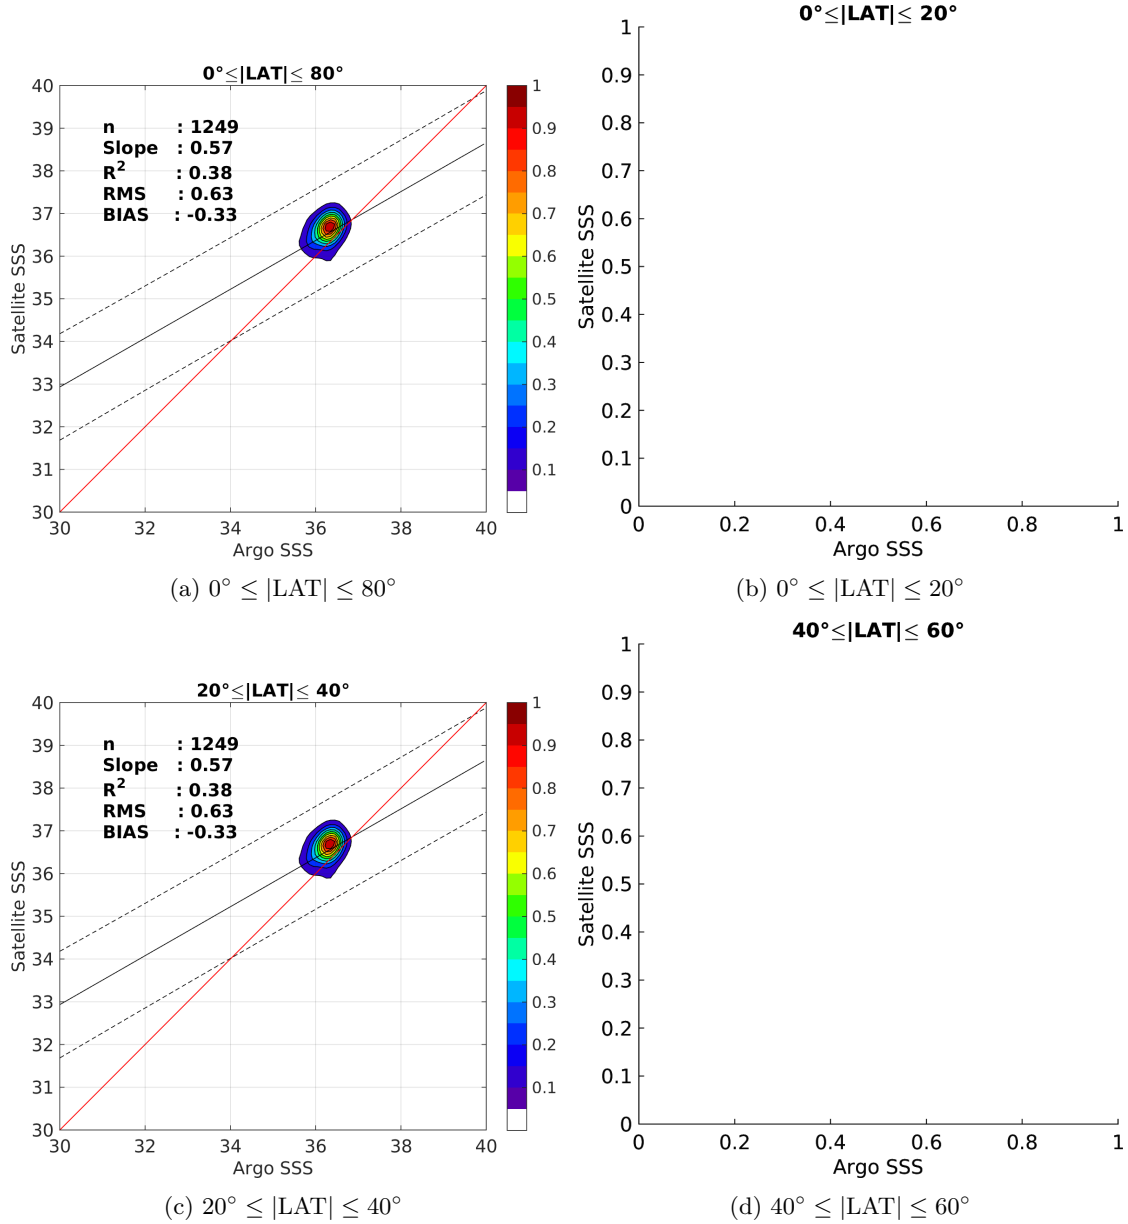 0°≤|LAT|≤ 80°
40
39
38
37
36
35
34
33
32
31
30
n : 1249
Slope : 0.57
R² : 0.38
RMS : 0.63
BIAS : -0.33
Satellite SSS
30 32 34 36 38 40
Argo SSS
1
0.9
0.8
0.7
0.6
0.5
0.4
0.3
0.2
0.1
(a) 0° ≤ |LAT| ≤ 80°
0°≤|LAT|≤ 20°
1
0.9
0.8
0.7
0.6
0.5
0.4
0.3
0.2
0.1
0
Satellite SSS
0 0.2 0.4 0.6 0.8 1
Argo SSS
(b) 0° ≤ |LAT| ≤ 20°
20°≤|LAT|≤ 40°
40
39
38
37
36
35
34
33
32
31
30
n : 1249
Slope : 0.57
R² : 0.38
RMS : 0.63
BIAS : -0.33
Satellite SSS
30 32 34 36 38 40
Argo SSS
1
0.9
0.8
0.7
0.6
0.5
0.4
0.3
0.2
0.1
(c) 20° ≤ |LAT| ≤ 40°
40°≤|LAT|≤ 60°
1
0.9
0.8
0.7
0.6
0.5
0.4
0.3
0.2
0.1
0
Satellite SSS
0 0.2 0.4 0.6 0.8 1
Argo SSS
(d) 40° ≤ |LAT| ≤ 60°